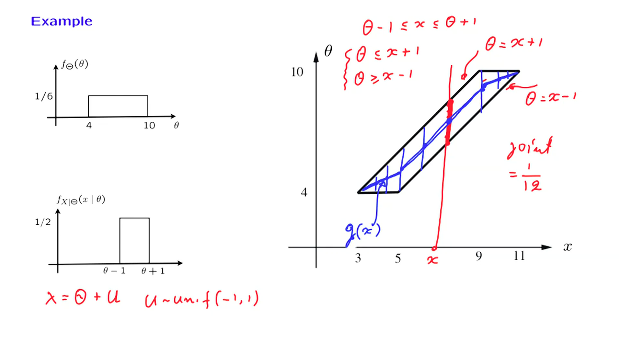 Example
f_Θ(θ)
1/6
4
10
θ
f_{X|Θ}(x | θ)
1/2
θ − 1
θ + 1
X = Θ + U   U ~ unif(-1,1)
Θ-1 ≤ x ≤ Θ+1
{ Θ ≤ x+1
Θ ≥ x-1
Θ = x+1
Θ = x-1
joint
= 1/12
θ
10
4
g(x)
3
5
x
9
11
x